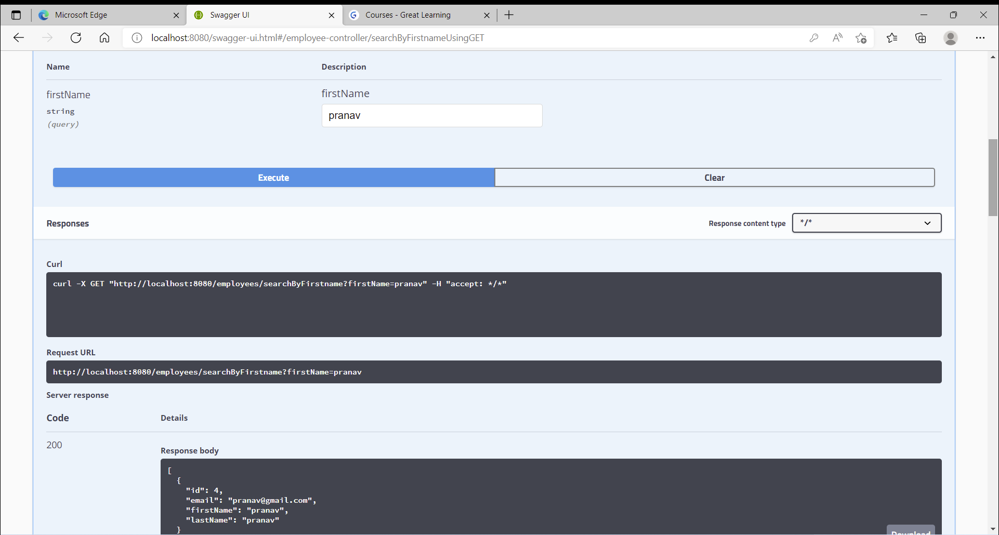 Microsoft Edge
Swagger UI
Courses - Great Learning
localhost:8080/swagger-ui.html#/employee-controller/searchByFirstnameUsingGET
Name Description
firstName
string
(query)
firstName
pranav
Execute Clear
Responses Response content type */*
Curl
curl -X GET "http://localhost:8080/employees/searchByFirstname?firstName=pranav" -H "accept: */*"
Request URL
http://localhost:8080/employees/searchByFirstname?firstName=pranav
Server response
Code Details
200
Response body
[
{
"id": 4,
"email": "pranav@gmail.com",
"firstName": "pranav",
"lastName": "pranav"
}
Download